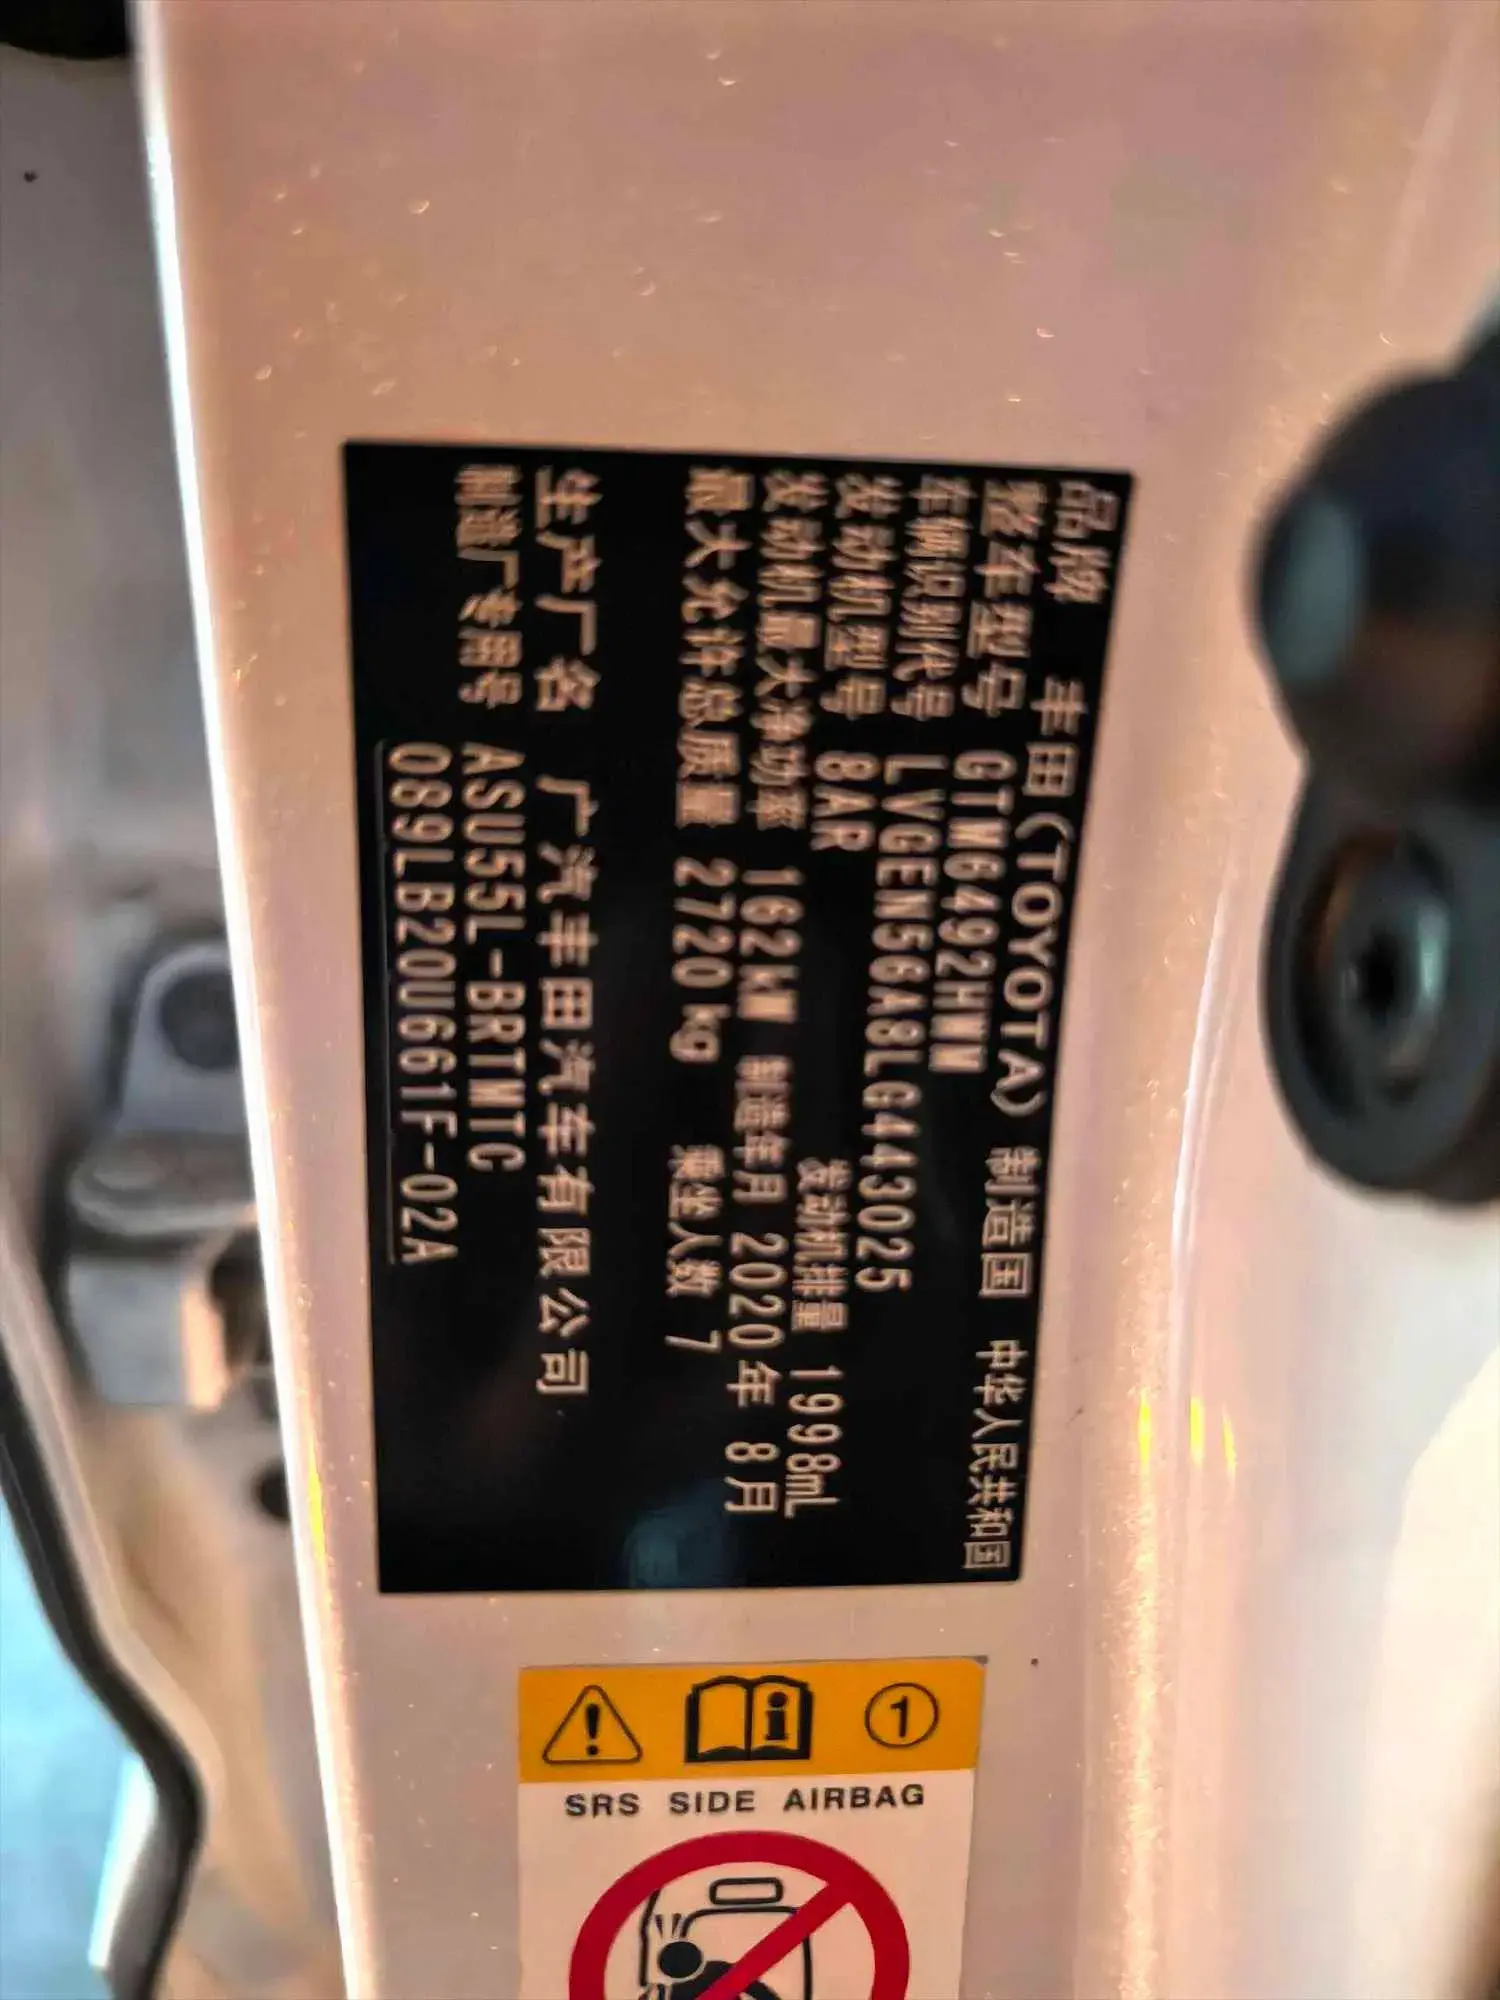 品牌 丰田(TOYOTA) 制造国 中华人民共和国
整车型号 GTM6492HWM
车辆识别代号 LVGEN56A8LG443025
发动机型号 8AR 发动机排量 1998mL
发动机最大净功率 162kW 制造年月 2020年 8月
最大允许总质量 2720kg 乘坐人数 7
生产厂名 广汽丰田汽车有限公司
制造厂专用号 ASU55L-BRTMTC
089LB20U661F-02A
1
SRS SIDE AIRBAG